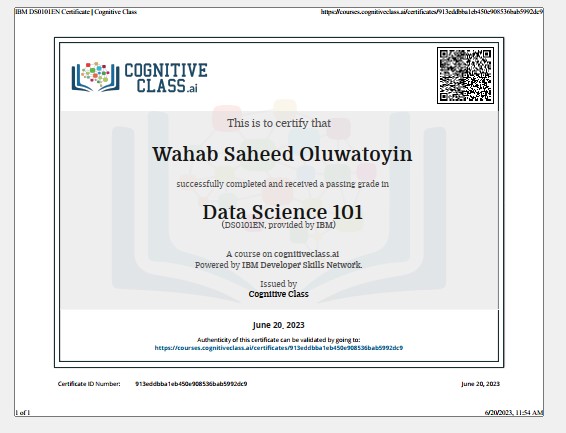 IBM DS0101EN Certificate | Cognitive Class
https://courses.cognitiveclass.ai/certificates/913eddbba1eb450c908536bab5992dc9
COGNITIVE
CLASS.ai
This is to certify that
Wahab Saheed Oluwatoyin
successfully completed and received a passing grade in
Data Science 101
(DS0101EN, provided by IBM)
A course on cognitiveclass.ai
Powered by IBM Developer Skills Network.
Issued by
Cognitive Class
June 20, 2023
Authenticity of this certificate can be validated by going to:
https://courses.cognitiveclass.ai/certificates/913eddbba1eb450e908536bab5992dc9
Certificate ID Number: 913eddbba1eb450e908536bab5992dc9
June 20, 2023
1 of 1
6/20/2023, 11:54 AM